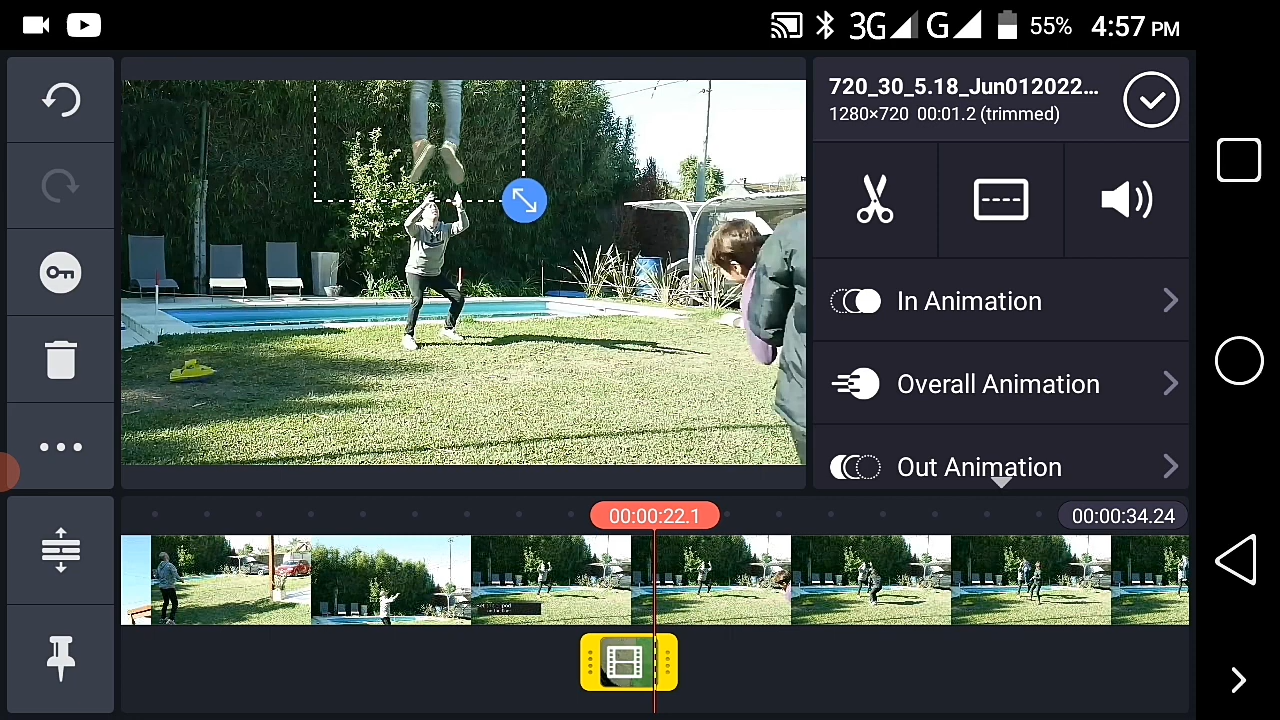 3G G 55% 4:57 PM
720_30_5.18_Jun012022...
1280×720 00:01.2 (trimmed)
In Animation
Overall Animation
Out Animation
00:00:22.1
00:00:34.24